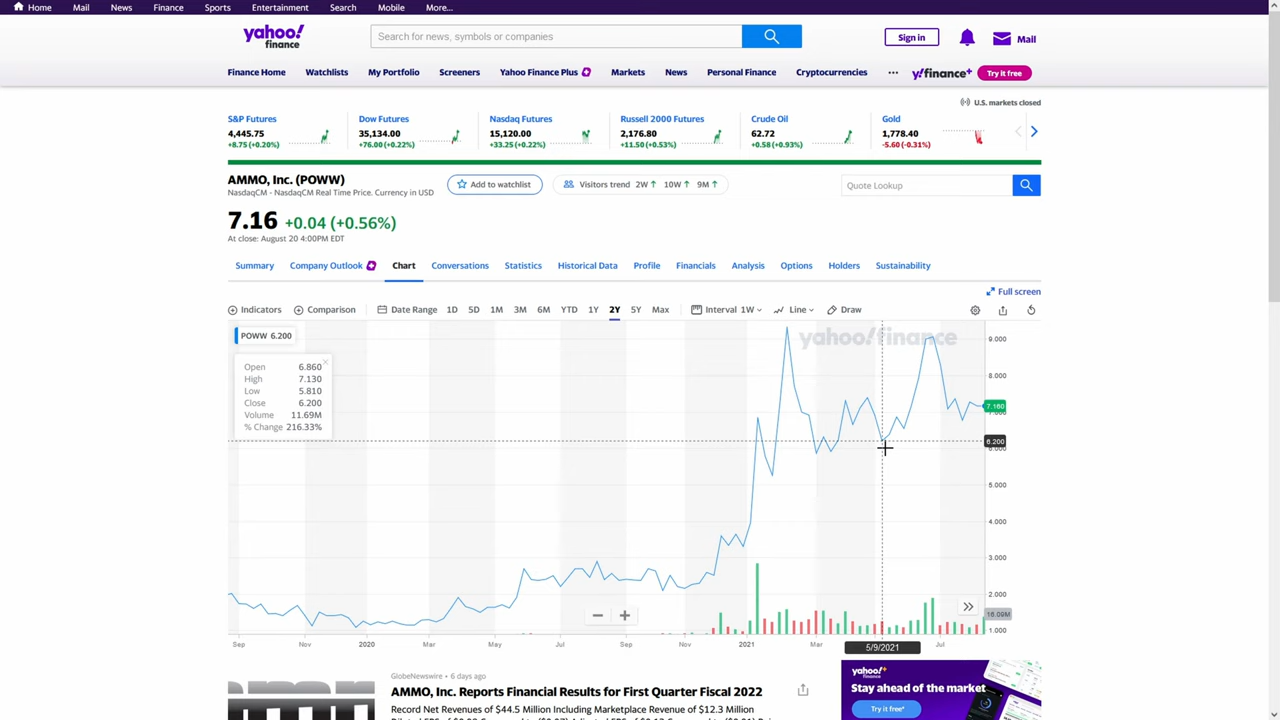 Home Mail News Finance Sports Entertainment Search Mobile More...
yahoo!
finance
Search for news, symbols or companies
Sign in
Mail
Finance Home Watchlists My Portfolio Screeners Yahoo Finance Plus Markets News Personal Finance Cryptocurrencies ... y!finance+ Try it free
U.S. markets closed
S&P Futures
4,445.75
+8.75 (+0.20%)
Dow Futures
35,134.00
+76.00 (+0.22%)
Nasdaq Futures
15,120.00
+33.25 (+0.22%)
Russell 2000 Futures
2,176.80
+11.50 (+0.53%)
Crude Oil
62.72
+0.58 (+0.93%)
Gold
1,778.40
-5.60 (-0.31%)
AMMO, Inc. (POWW)
NasdaqCM - NasdaqCM Real Time Price. Currency in USD
Add to watchlist
Visitors trend 2W ↑ 10W ↑ 9M ↑
Quote Lookup
7.16 +0.04 (+0.56%)
At close: August 20 4:00PM EDT
Summary Company Outlook Chart Conversations Statistics Historical Data Profile Financials Analysis Options Holders Sustainability
Full screen
Indicators Comparison Date Range 1D 5D 1M 3M 6M YTD 1Y 2Y 5Y Max Interval 1W Line Draw
POWW 6.200
yahoo!finance
Open 6.860
High 7.130
Low 5.810
Close 6.200
Volume 11.69M
% Change 216.33%
9.000
8.000
7.160
6.200
5.000
4.000
3.000
2.000
16.09M
1.000
Sep Nov 2020 Mar May Jul Sep Nov 2021 Mar 5/9/2021 Jul
GlobeNewswire • 6 days ago
AMMO, Inc. Reports Financial Results for First Quarter Fiscal 2022
Record Net Revenues of $44.5 Million Including Marketplace Revenue of $12.3 Million
yahoo!+
finance
Stay ahead of the market
Try it free*